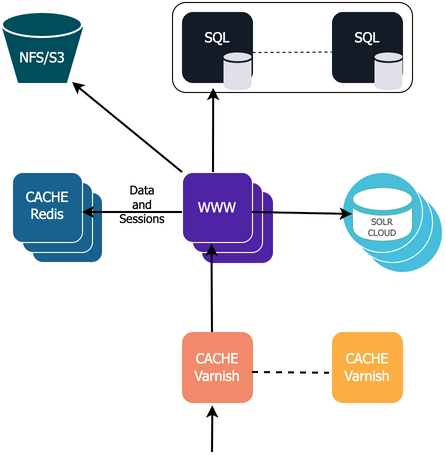 NFS/S3
SQL
SQL
CACHE
Redis
Data
and
Sessions
WWW
SOLR
CLOUD
CACHE
Varnish
CACHE
Varnish